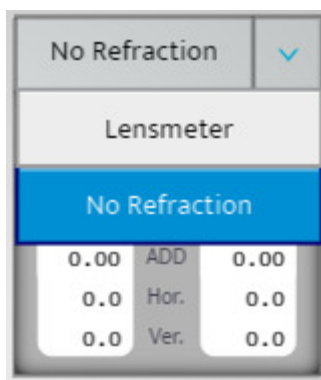 No Refraction
Lensmeter
No Refraction
0.00 ADD 0.00
0.0 Hor. 0.0
0.0 Ver. 0.0